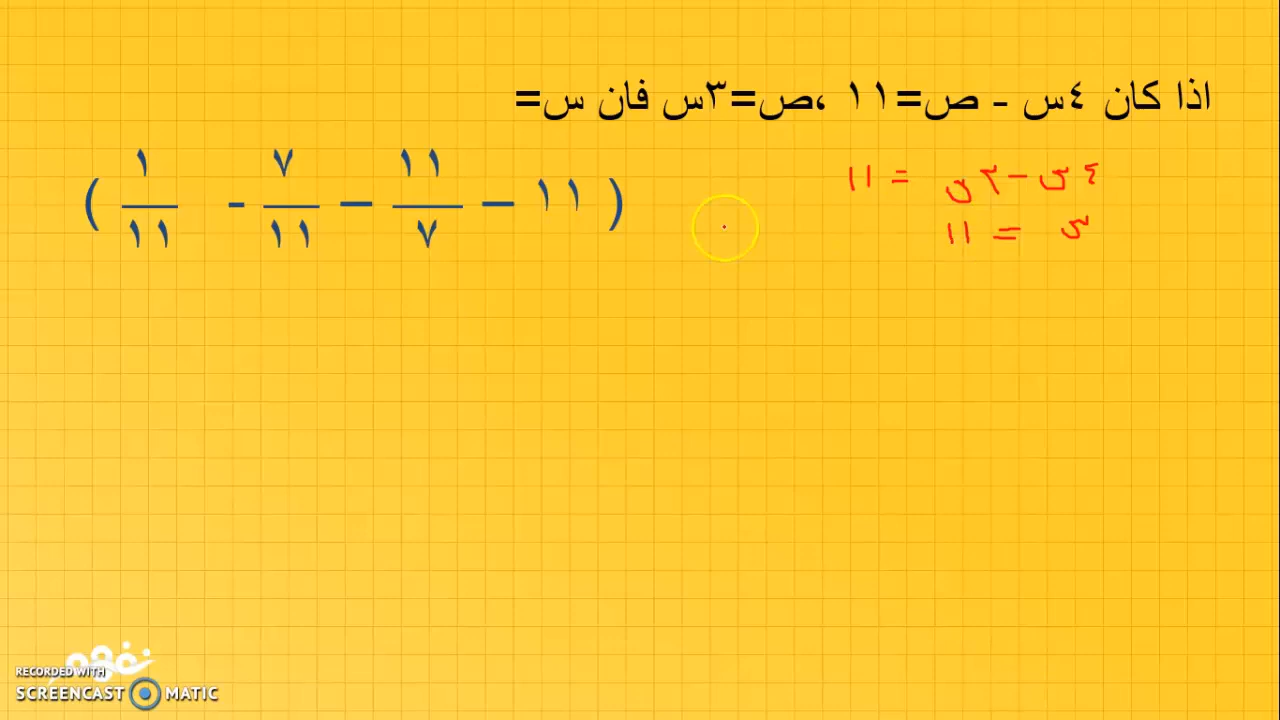 اذا كان ٤س - ص=١١ ،ص=٣س فان س=
( ١١ – ١١/٧ – ٧/١١ - ١/١١ )
٤س – ٣س = ١١
س = ١١
نفهم
RECORDED WITH
SCREENCAST MATIC